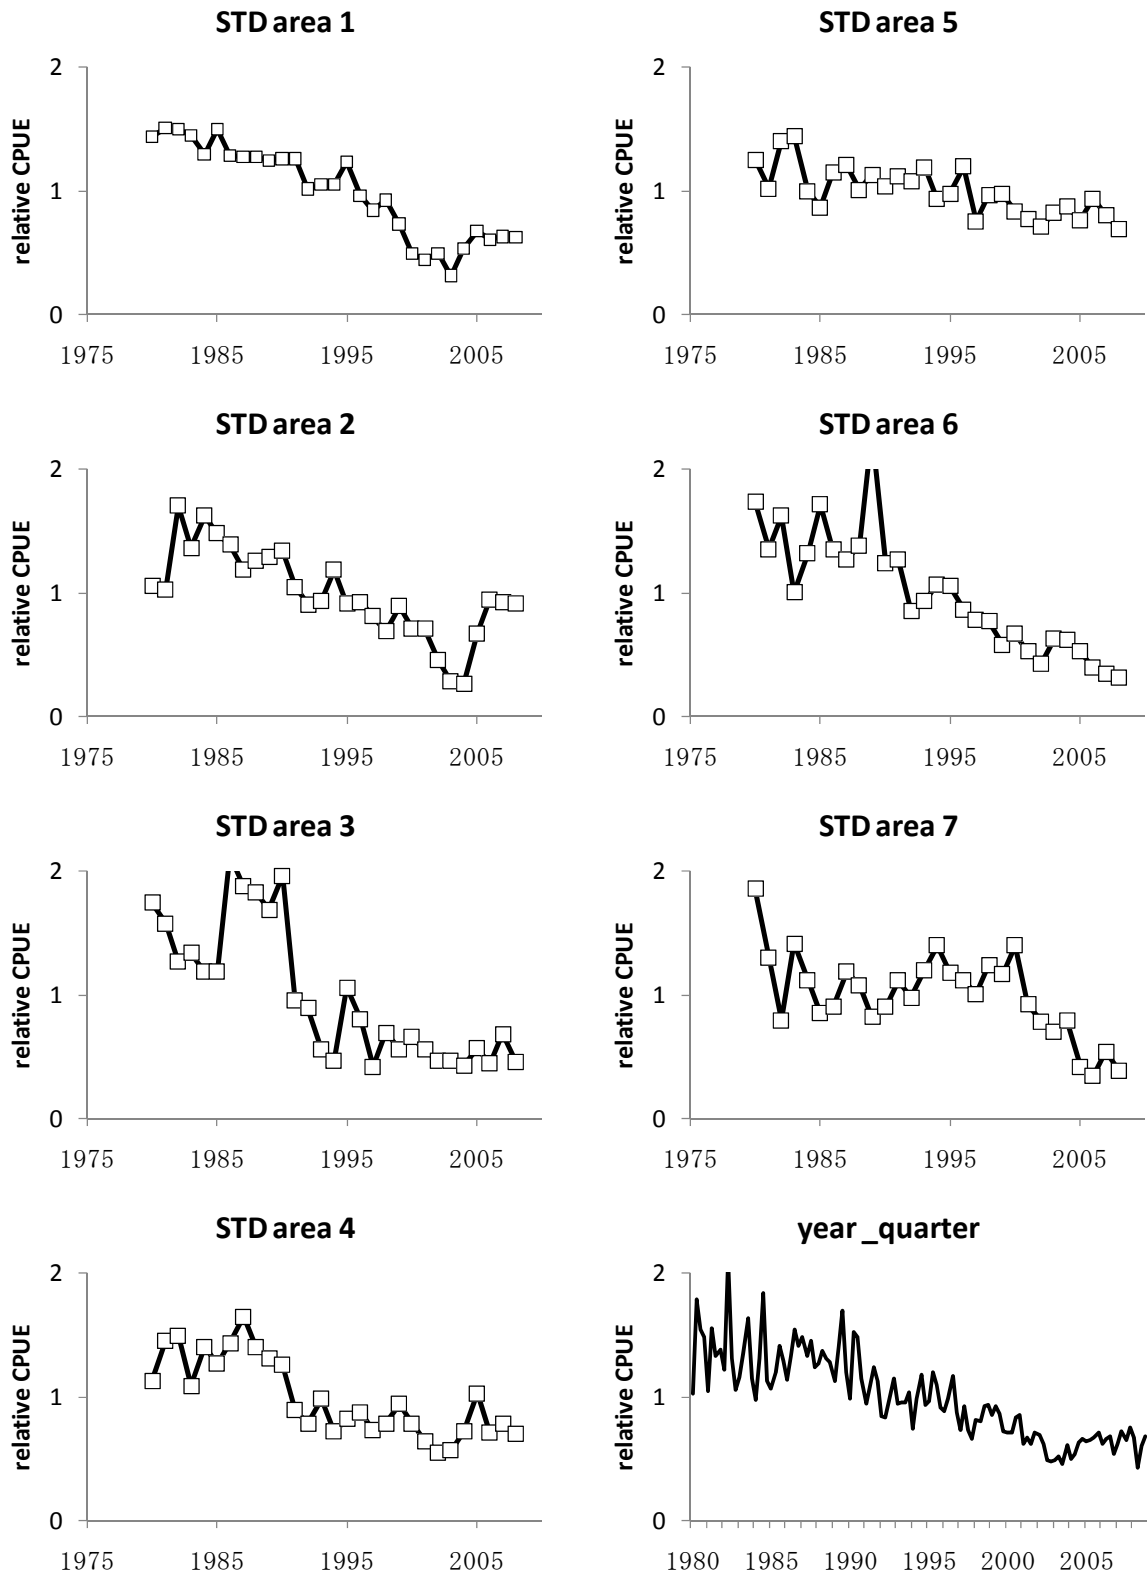 STD area 1
2
1
0
relative CPUE
1975 1985 1995 2005
STD area 5
2
1
0
relative CPUE
1975 1985 1995 2005
STD area 2
2
1
0
relative CPUE
1975 1985 1995 2005
STD area 6
2
1
0
relative CPUE
1975 1985 1995 2005
STD area 3
2
1
0
relative CPUE
1975 1985 1995 2005
STD area 7
2
1
0
relative CPUE
1975 1985 1995 2005
STD area 4
2
1
0
relative CPUE
1975 1985 1995 2005
year _quarter
2
1
0
relative CPUE
1980 1985 1990 1995 2000 2005